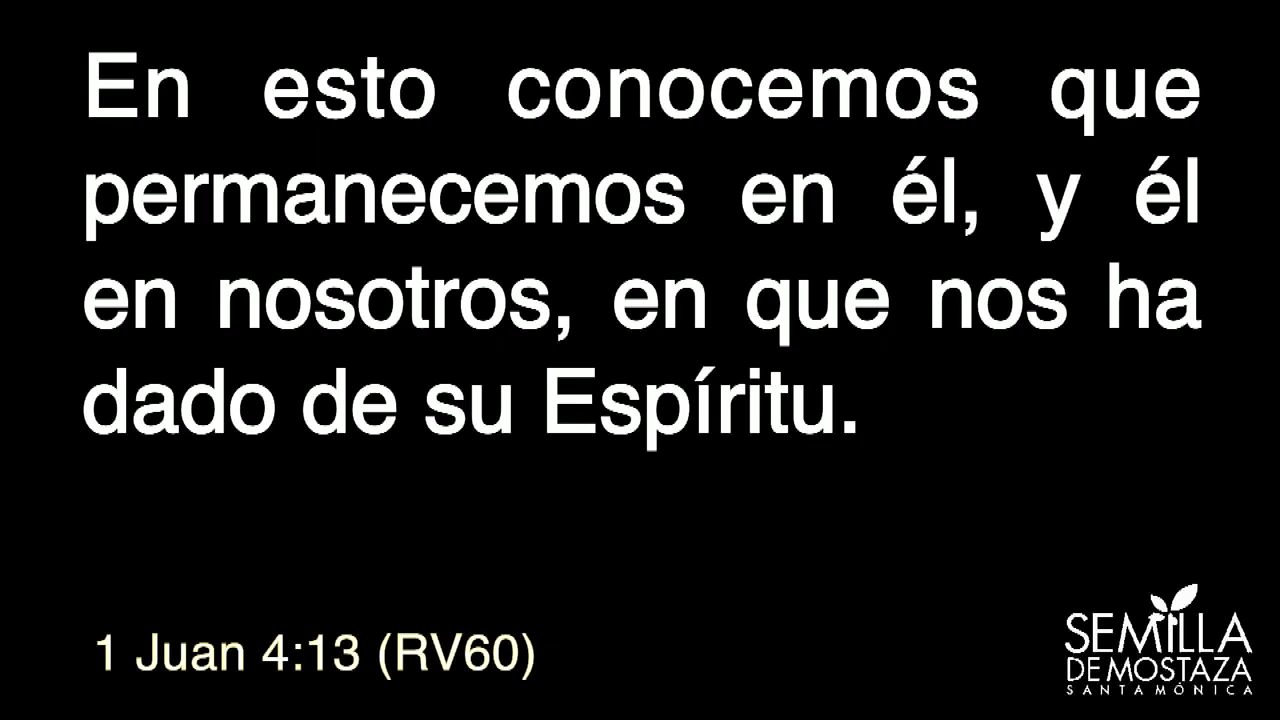 En esto conocemos que
permanecemos en él, y él
en nosotros, en que nos ha
dado de su Espíritu.
1 Juan 4:13 (RV60)
SEMILLA
DE MOSTAZA
SANTA MÓNICA